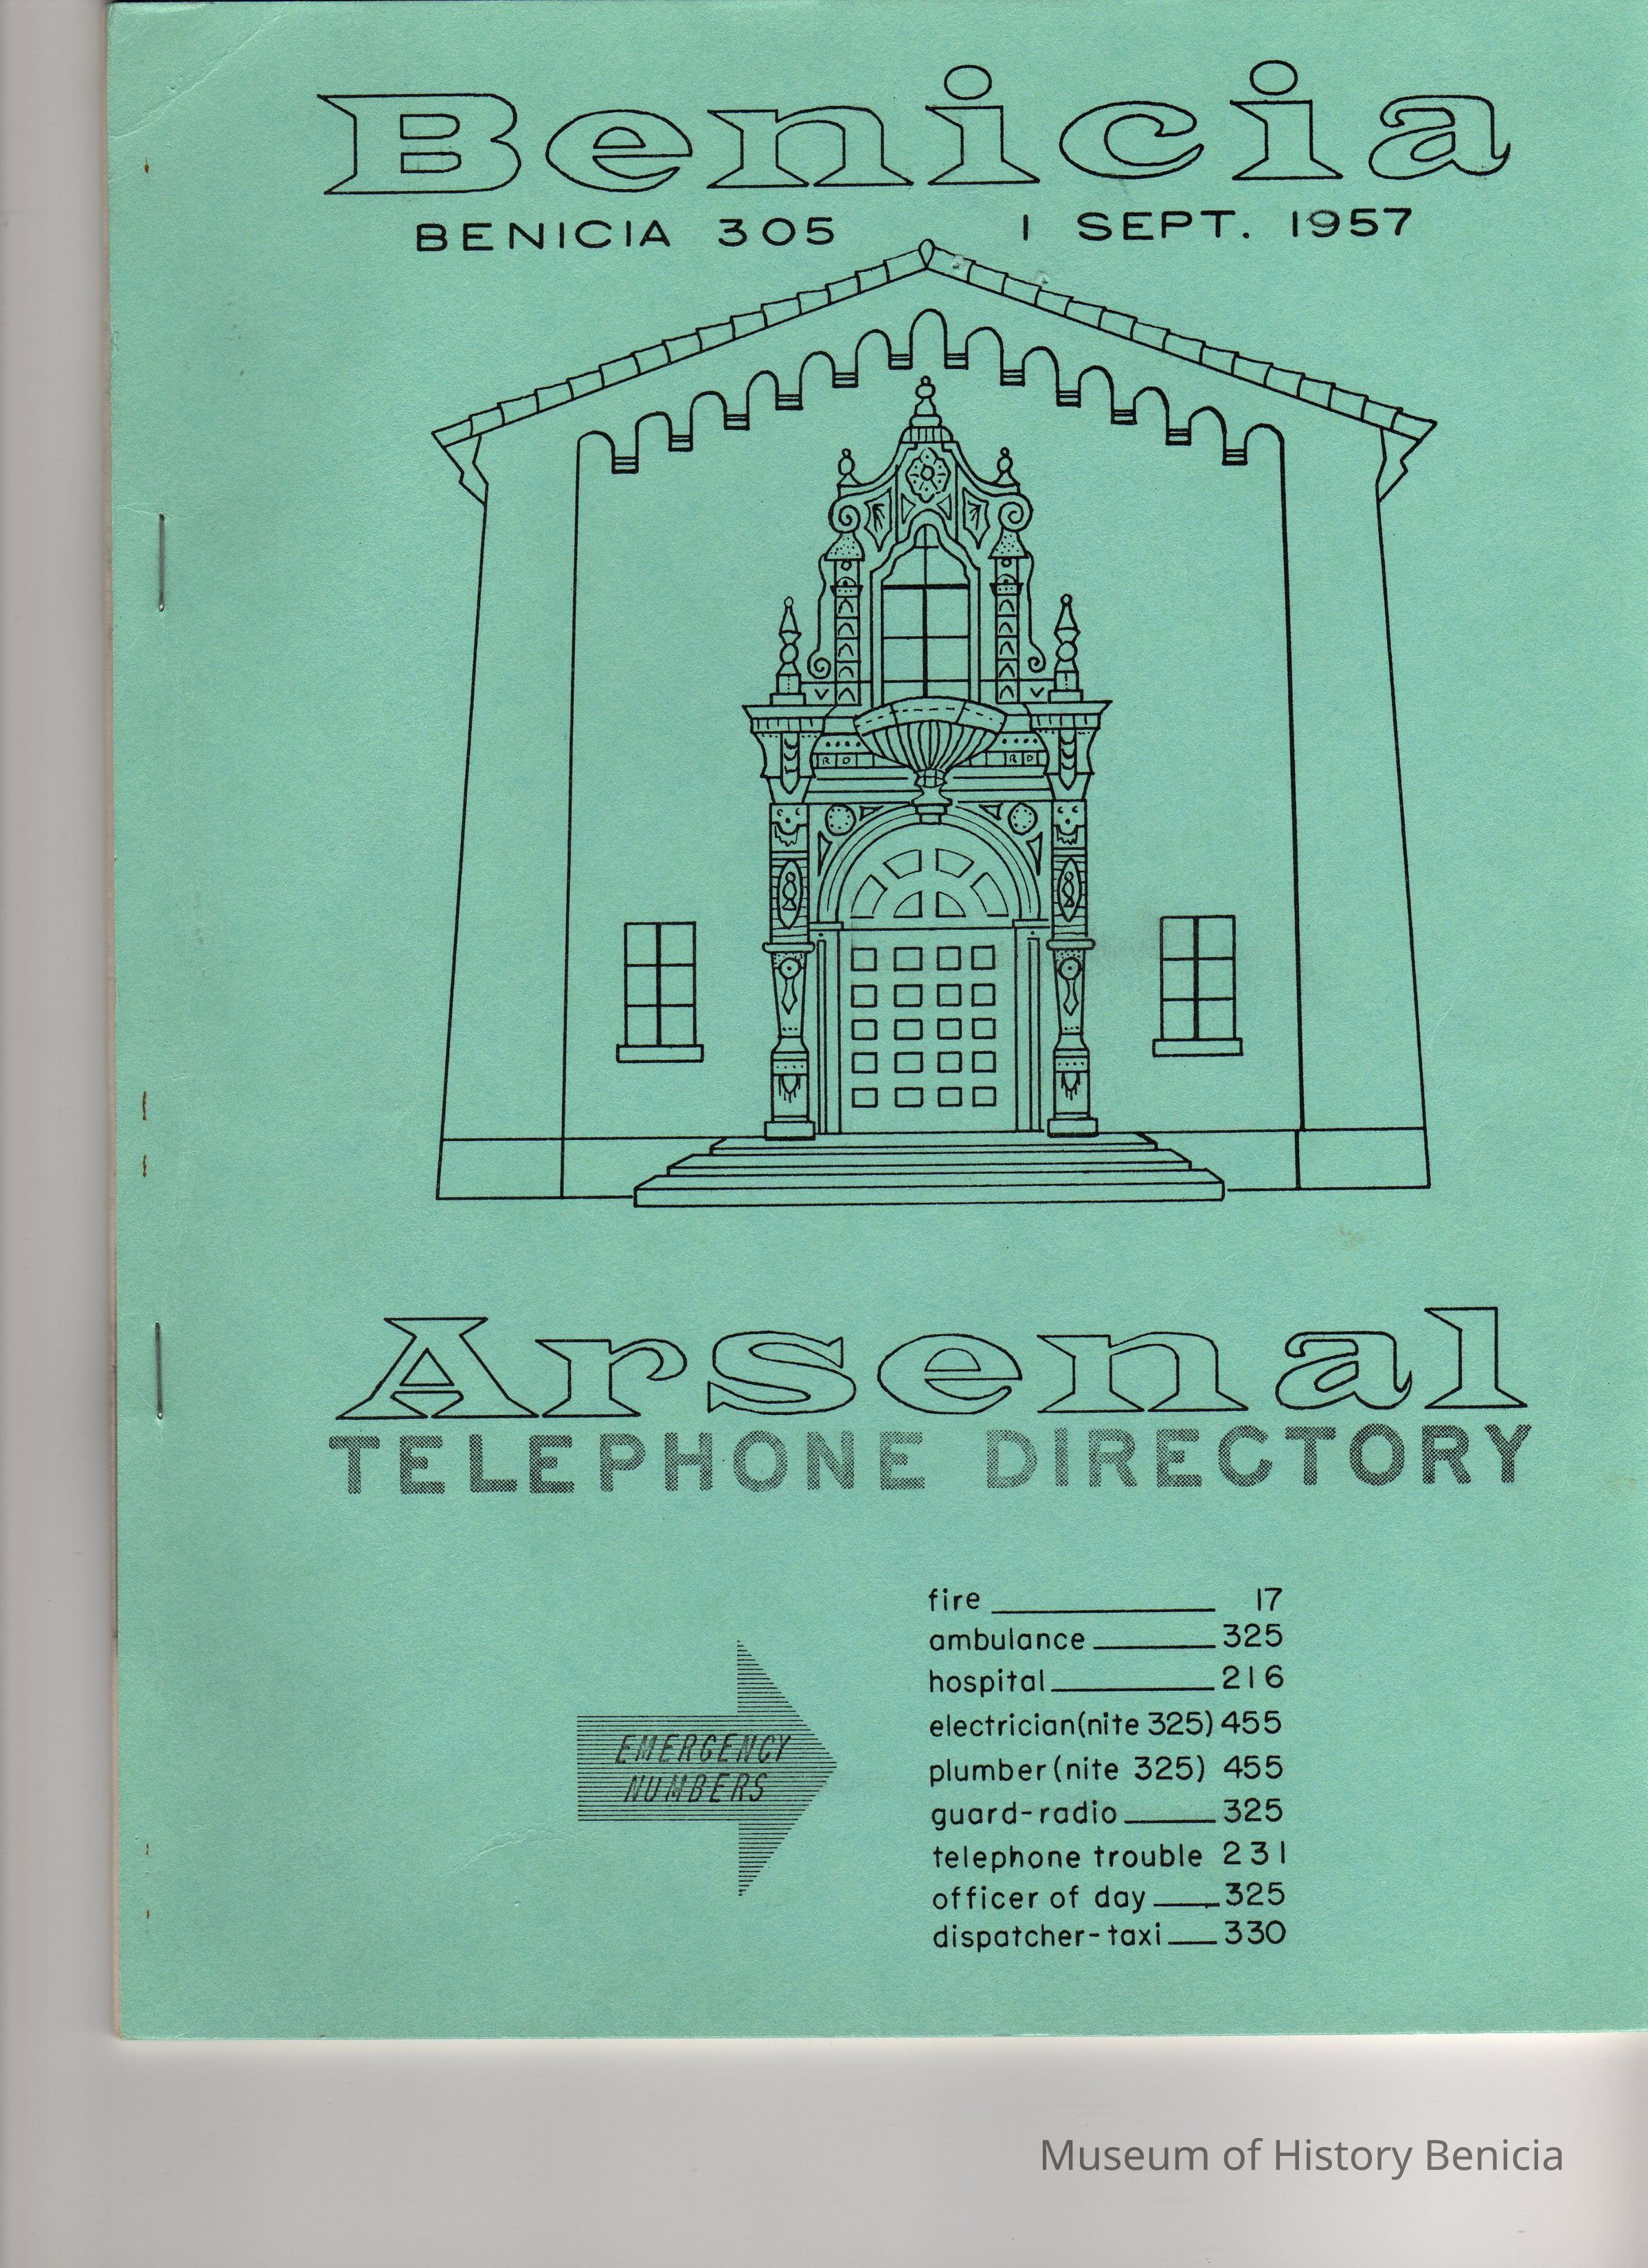 Benicia
BENICIA 305 1 SEPT. 1957
R D R D
Arsenal
TELEPHONE DIRECTORY
EMERGENCY
NUMBERS
fire 17
ambulance 325
hospital 216
electrician(nite 325) 455
plumber (nite 325) 455
guard-radio 325
telephone trouble 231
officer of day 325
dispatcher-taxi 330
Museum of History Benicia